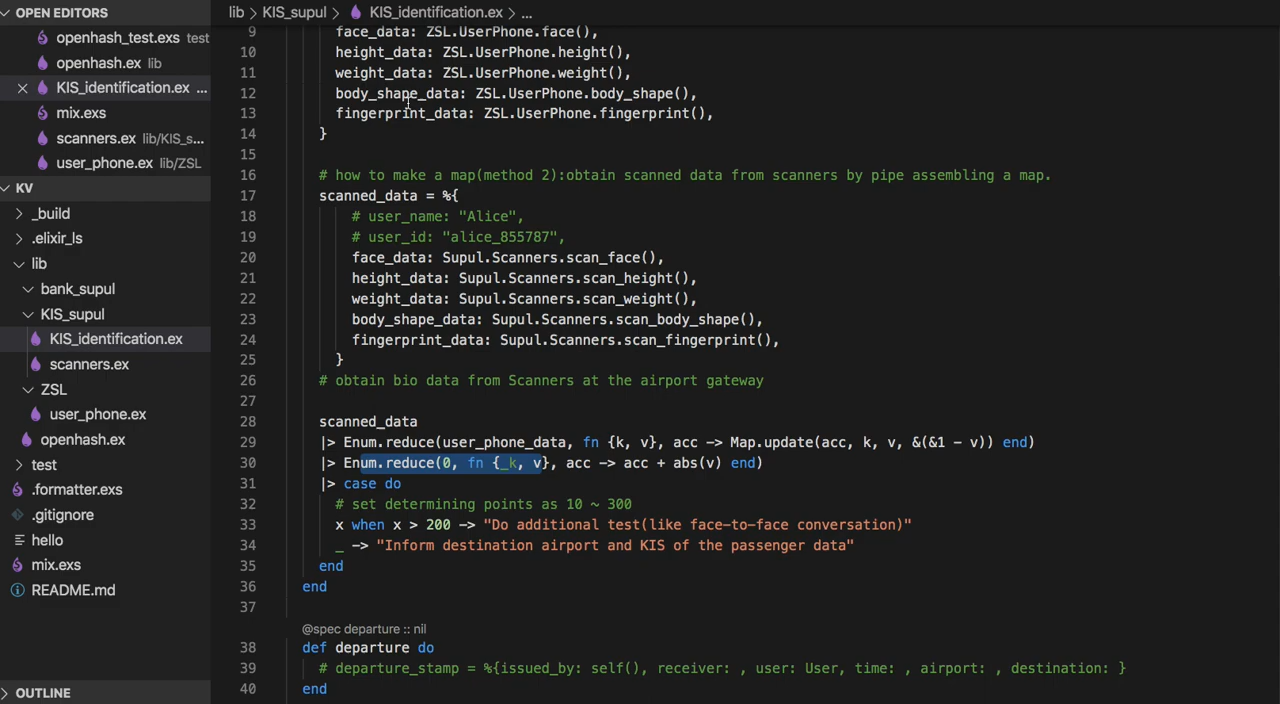 OPEN EDITORS
openhash_test.exs test
openhash.ex lib
KIS_identification.ex ...
mix.exs
scanners.ex lib/KIS_s...
user_phone.ex lib/ZSL
KV
_build
.elixir_ls
lib
bank_supul
KIS_supul
KIS_identification.ex
scanners.ex
ZSL
user_phone.ex
openhash.ex
test
.formatter.exs
.gitignore
hello
mix.exs
README.md
OUTLINE
lib > KIS_supul > KIS_identification.ex > ...
9 face_data: ZSL.UserPhone.face(),
10 height_data: ZSL.UserPhone.height(),
11 weight_data: ZSL.UserPhone.weight(),
12 body_shape_data: ZSL.UserPhone.body_shape(),
13 fingerprint_data: ZSL.UserPhone.fingerprint(),
14 }
15
16 # how to make a map(method 2):obtain scanned data from scanners by pipe assembling a map.
17 scanned_data = %{
18 # user_name: "Alice",
19 # user_id: "alice_855787",
20 face_data: Supul.Scanners.scan_face(),
21 height_data: Supul.Scanners.scan_height(),
22 weight_data: Supul.Scanners.scan_weight(),
23 body_shape_data: Supul.Scanners.scan_body_shape(),
24 fingerprint_data: Supul.Scanners.scan_fingerprint(),
25 }
26 # obtain bio data from Scanners at the airport gateway
27
28 scanned_data
29 |> Enum.reduce(user_phone_data, fn {k, v}, acc -> Map.update(acc, k, v, &(&1 - v)) end)
30 |> Enum.reduce(0, fn {_k, v}, acc -> acc + abs(v) end)
31 |> case do
32 # set determining points as 10 ~ 300
33 x when x > 200 -> "Do additional test(like face-to-face conversation)"
34 _ -> "Inform destination airport and KIS of the passenger data"
35 end
36 end
37
@spec departure :: nil
38 def departure do
39 # departure_stamp = %{issued_by: self(), receiver: , user: User, time: , airport: , destination: }
40 end